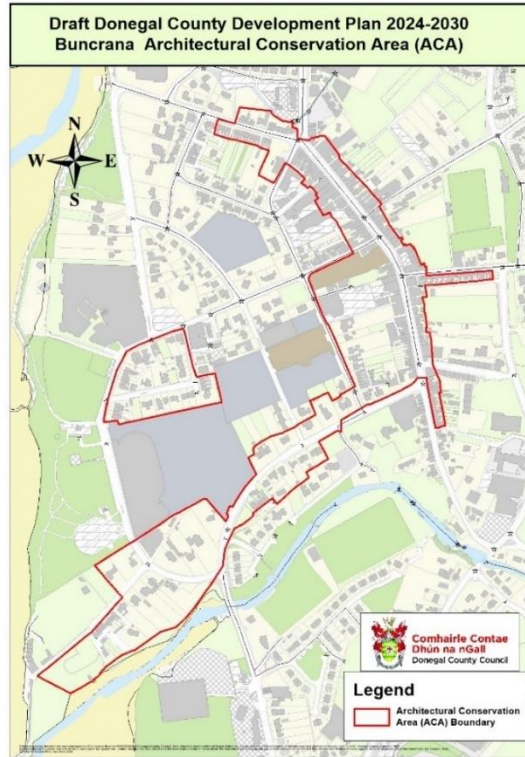 Draft Donegal County Development Plan 2024-2030
Buncrana Architectural Conservation Area (ACA)
N
W E
S
Comhairle Contae
Dhún na nGall
Donegal County Council
Legend
Architectural Conservation
Area (ACA) Boundary